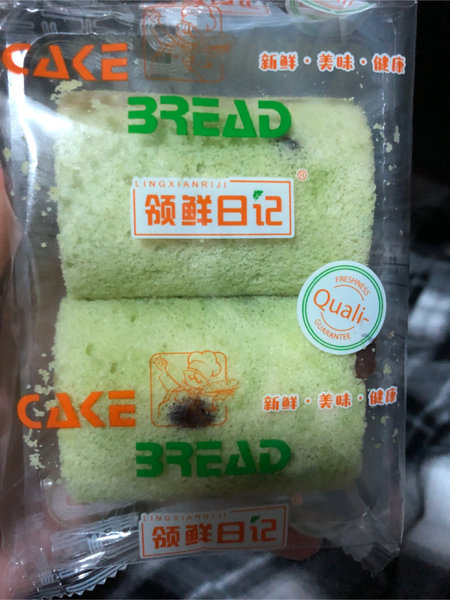 CAKE
新鲜·美味·健康
BREAD
LINGXIANRIJI
®
领鲜日记
FRESHNESS
Quali-
GUARANTEE
CAKE
新鲜·美味·健康
BREAD
LINGXIANRIJI
领鲜日记